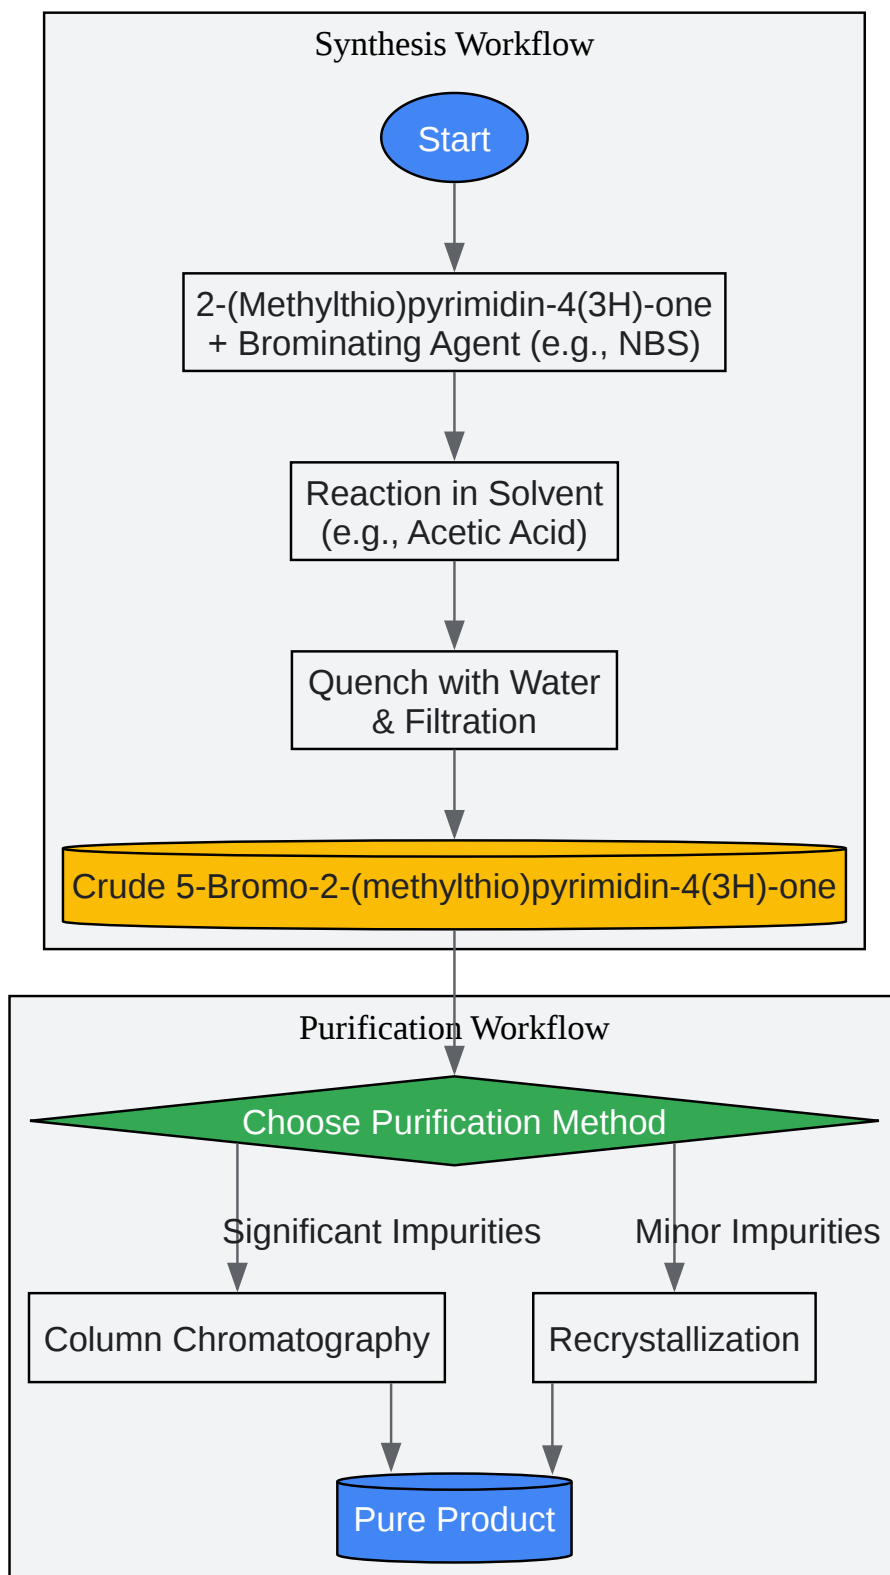 Synthesis Workflow
Start
2-(Methylthio)pyrimidin-4(3H)-one
+ Brominating Agent (e.g., NBS)
Reaction in Solvent
(e.g., Acetic Acid)
Quench with Water
& Filtration
Crude 5-Bromo-2-(methylthio)pyrimidin-4(3H)-one
Purification Workflow
Choose Purification Method
Significant Impurities
Minor Impurities
Column Chromatography
Recrystallization
Pure Product